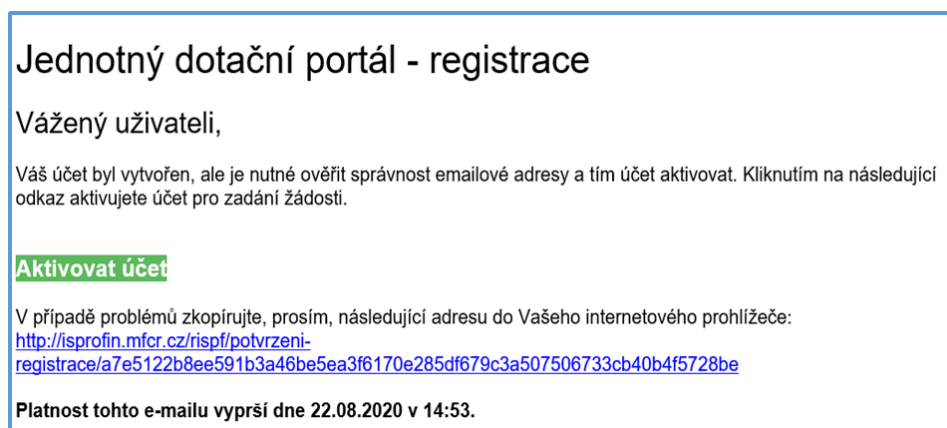 Jednotný dotační portál - registrace
Vážený uživateli,
Váš účet byl vytvořen, ale je nutné ověřit správnost emailové adresy a tím účet aktivovat. Kliknutím na následující
odkaz aktivujete účet pro zadání žádosti.
Aktivovat účet
V případě problémů zkopírujte, prosím, následující adresu do Vašeho internetového prohlížeče:
http://isprofin.mfcr.cz/rispf/potvrzeni-
registrace/a7e5122b8ee591b3a46be5ea3f6170e285df679c3a507506733cb40b4f5728be
Platnost tohto e-mailu vyprší dne 22.08.2020 v 14:53.